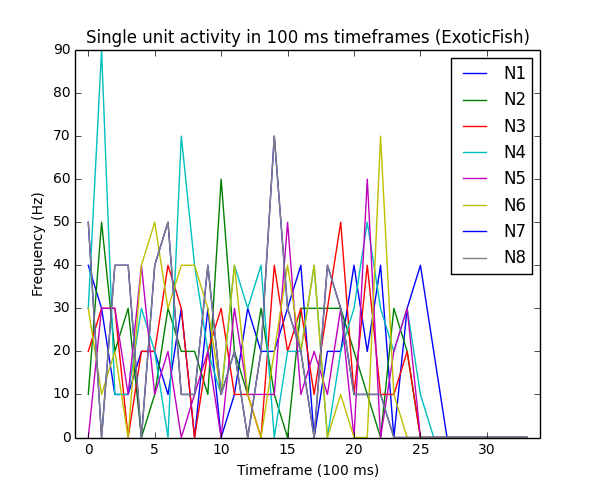 Single unit activity in 100 ms timeframes (ExoticFish)
90
80
70
60
50
40
30
20
10
0
Frequency (Hz)
N1
N2
N3
N4
N5
N6
N7
N8
0 5 10 15 20 25 30
Timeframe (100 ms)